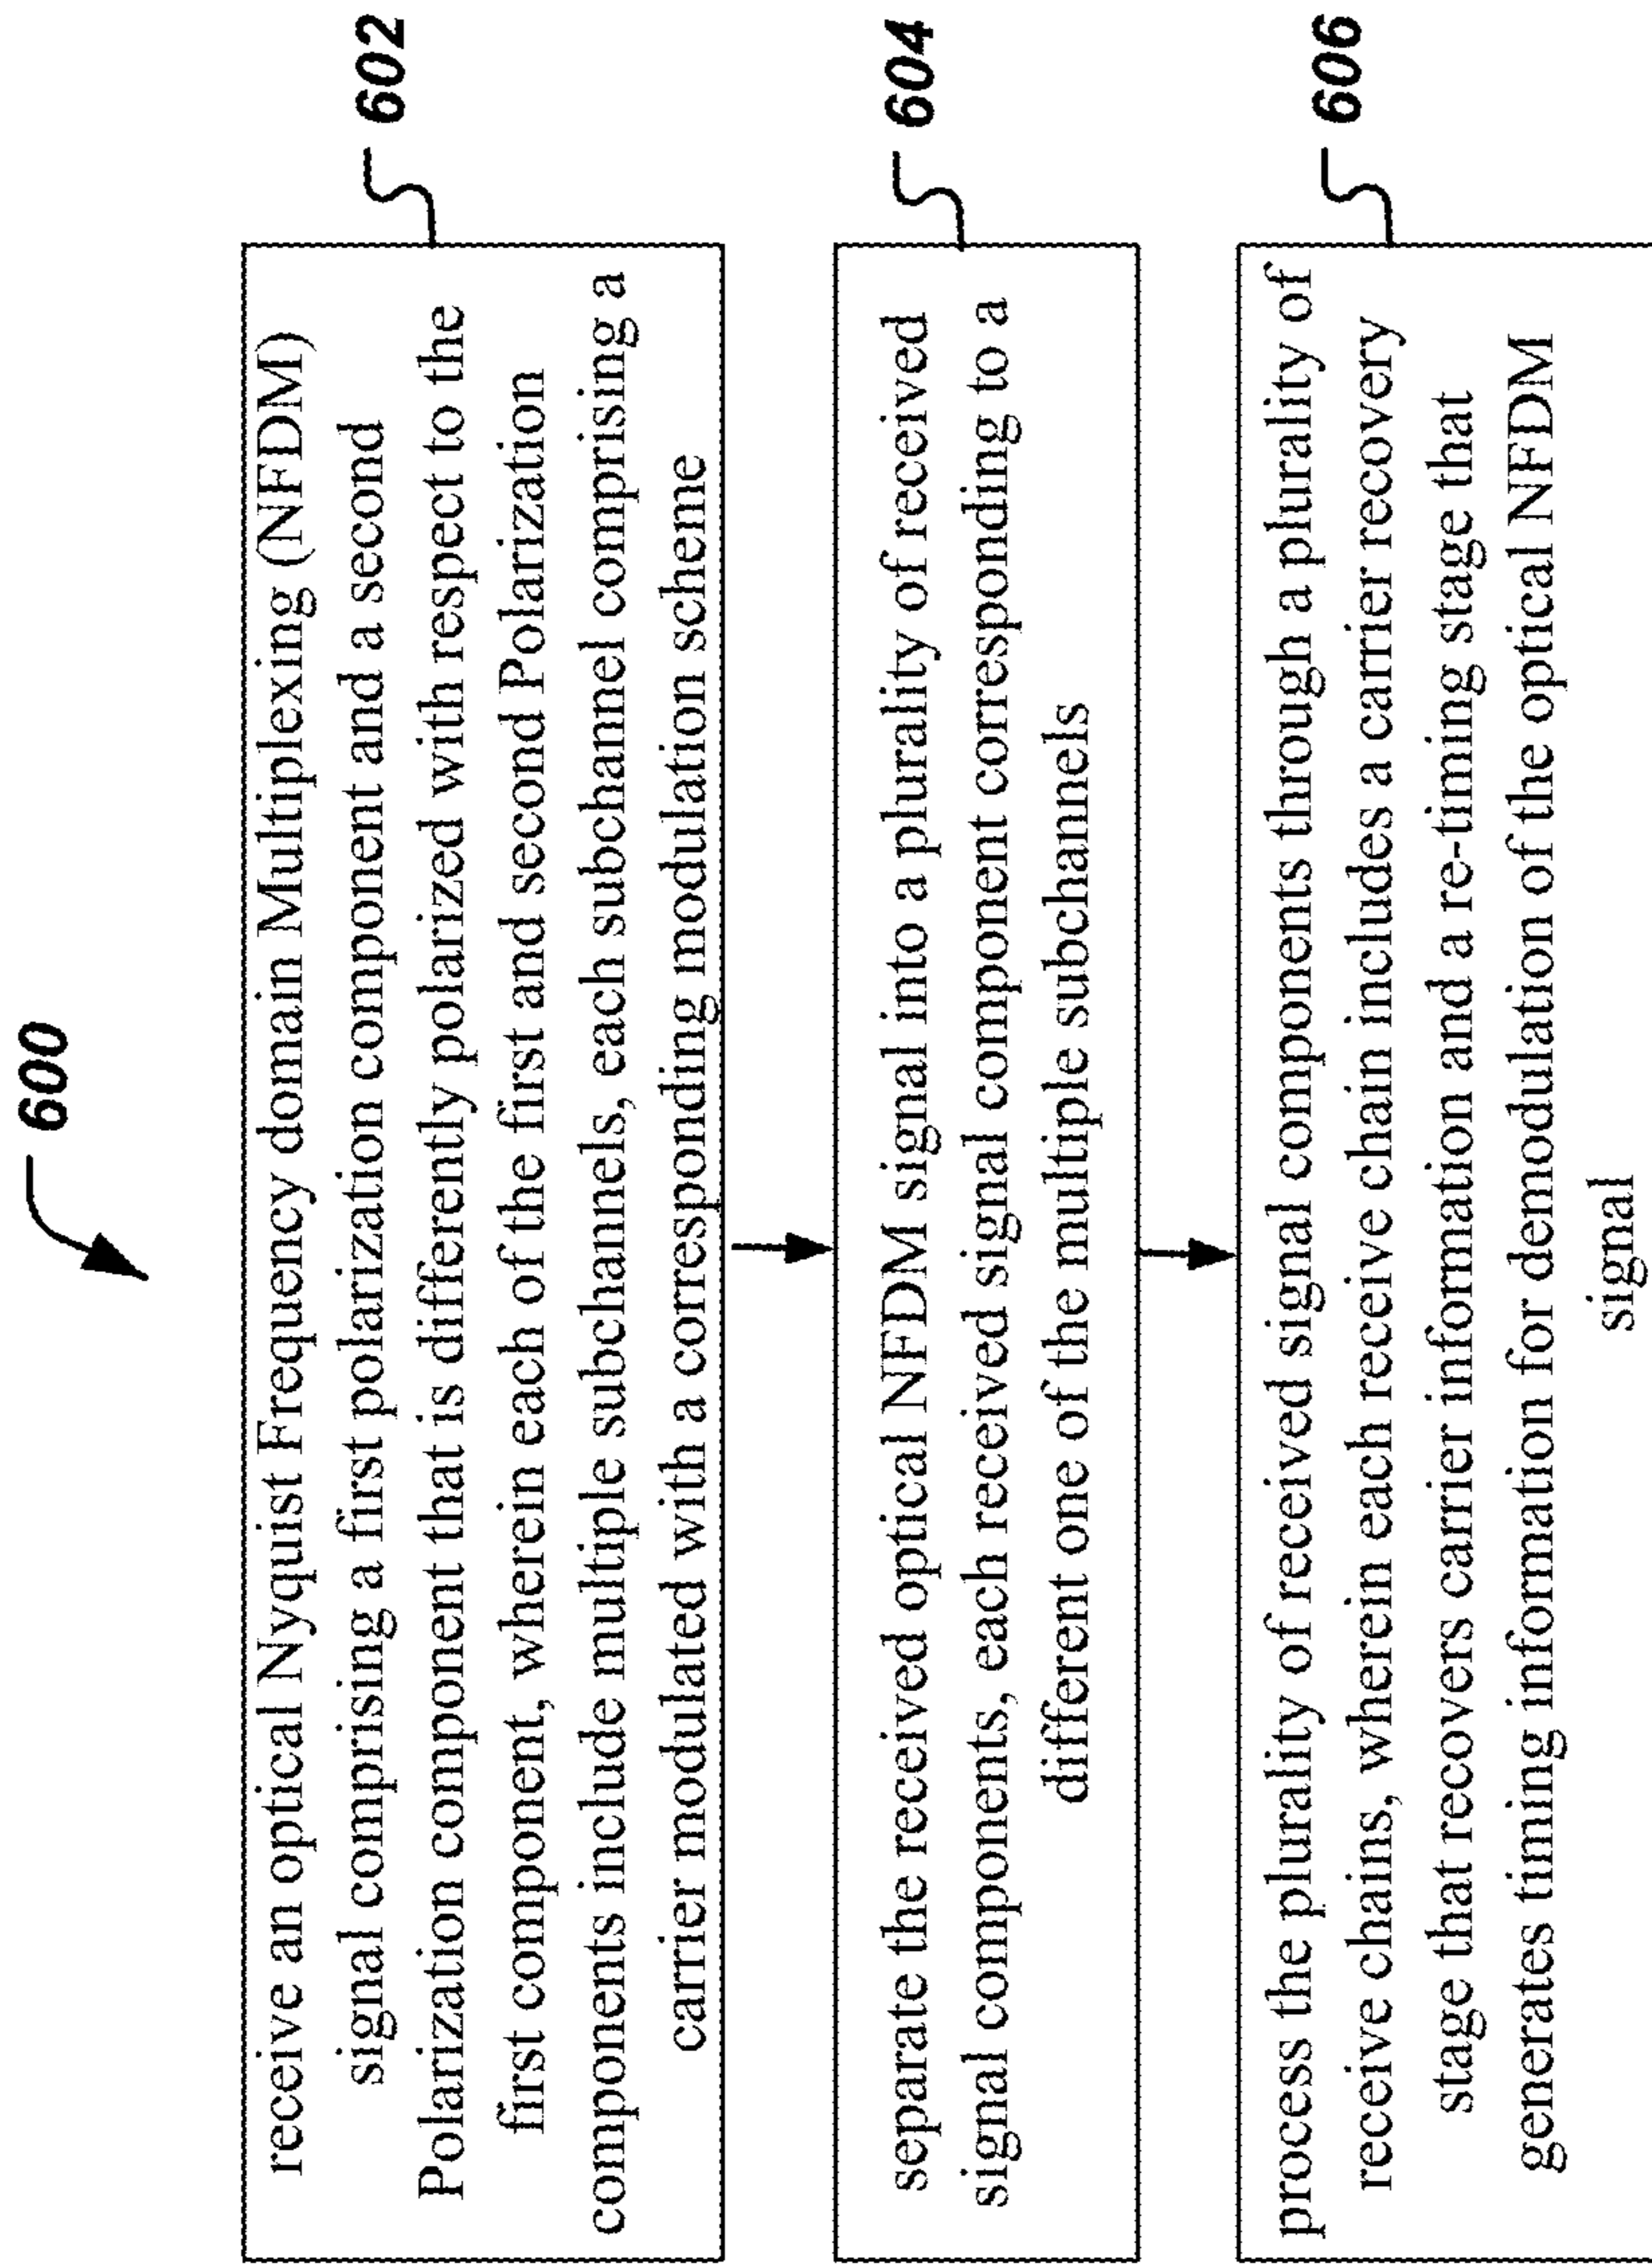 600
receive an optical Nyquist Frequency domain Multiplexing (NFDM)
signal comprising a first polarization component and a second
Polarization component that is differently polarized with respect to the
first component, wherein each of the first and second Polarization
components include multiple subchannels, each subchannel comprising a
carrier modulated with a corresponding modulation scheme
602
separate the received optical NFDM signal into a plurality of received
signal components, each received signal component corresponding to a
different one of the multiple subchannels
604
process the plurality of received signal components through a plurality of
receive chains, wherein each receive chain includes a carrier recovery
stage that recovers carrier information and a re-timing stage that
generates timing information for demodulation of the optical NFDM
signal
606